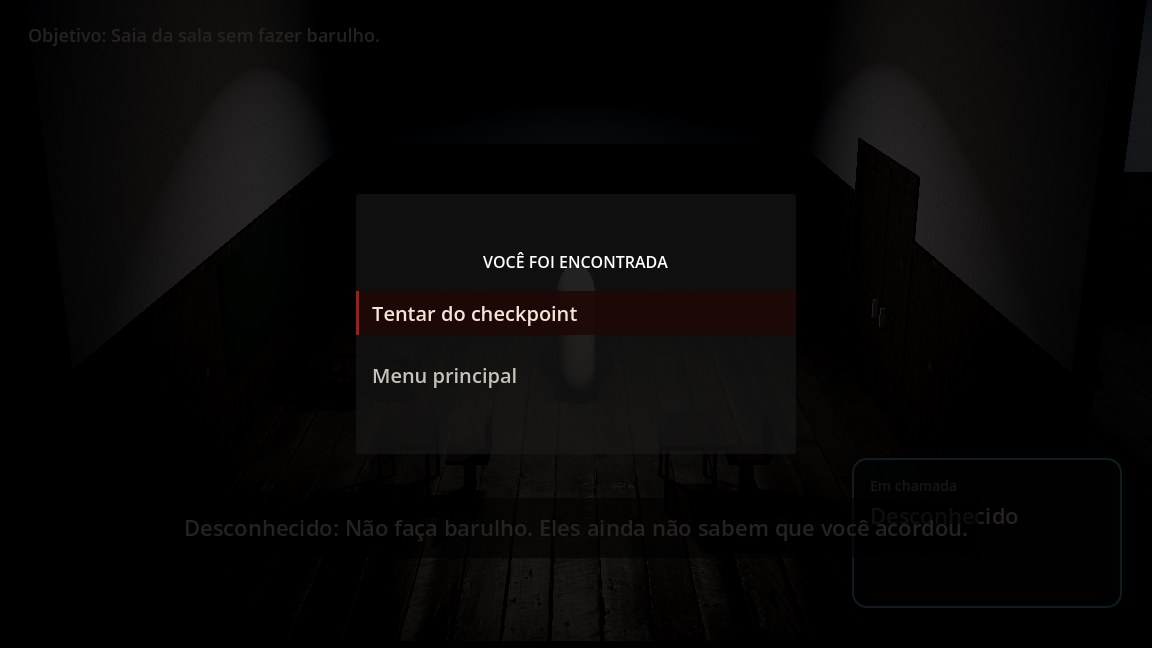 Objetivo: Saia da sala sem fazer barulho.
VOCÊ FOI ENCONTRADA
Tentar do checkpoint
Menu principal
Em chamada
Desconhecido
Desconhecido: Não faça barulho. Eles ainda não sabem que você acordou.